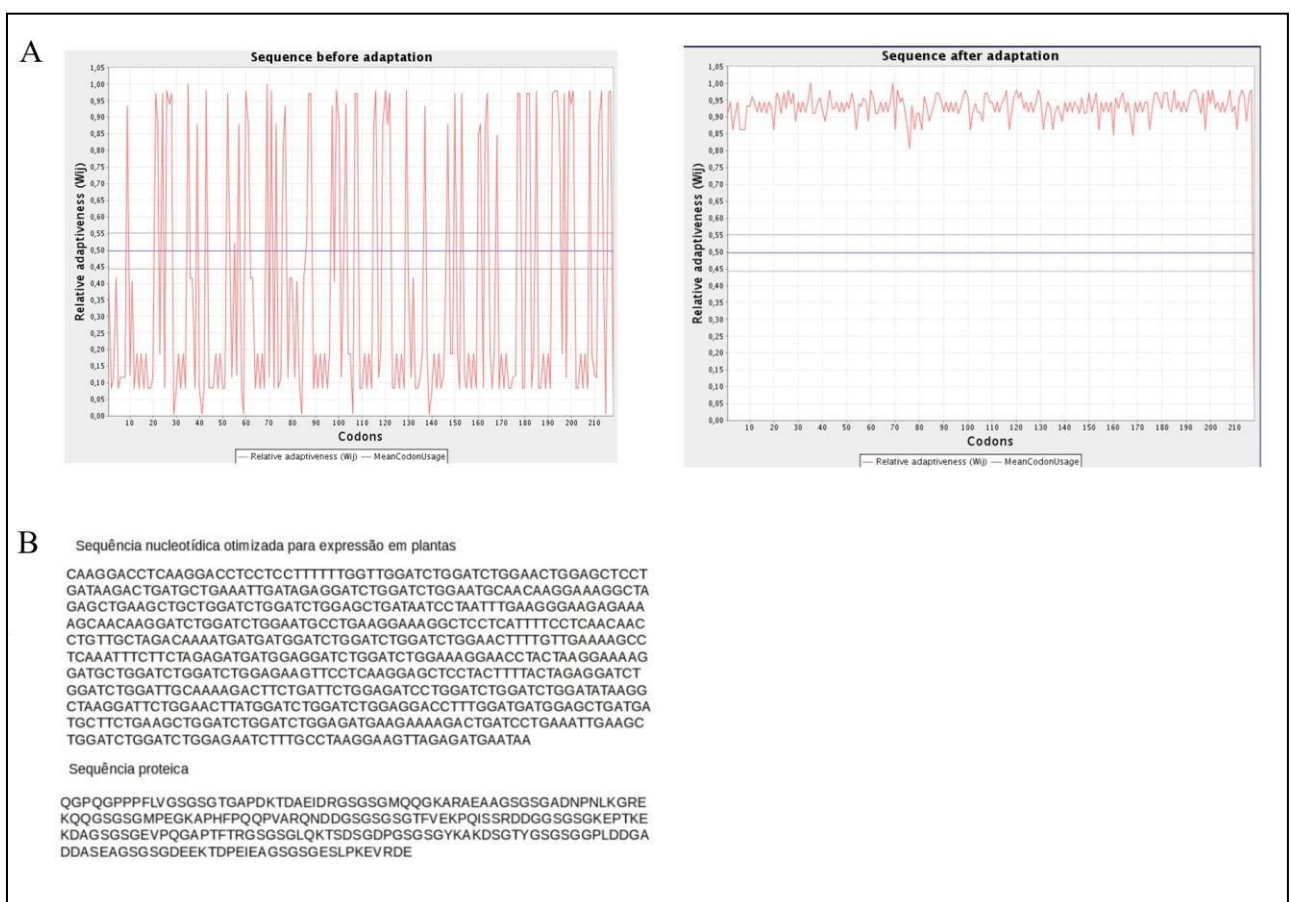 A
Sequence before adaptation
1,05
1,00
0,95
0,90
0,85
0,80
0,75
0,70
0,65
0,60
0,55
0,50
0,45
0,40
0,35
0,30
0,25
0,20
0,15
0,10
0,05
0,00
Relative adaptiveness (Wij)
10 20 30 40 50 60 70 80 90 100 110 120 130 140 150 160 170 180 190 200 210
Codons
Relative adaptiveness (Wij) MeanCodonUsage
Sequence after adaptation
1,05
1,00
0,95
0,90
0,85
0,80
0,75
0,70
0,65
0,60
0,55
0,50
0,45
0,40
0,35
0,30
0,25
0,20
0,15
0,10
0,05
0,00
Relative adaptiveness (Wij)
10 20 30 40 50 60 70 80 90 100 110 120 130 140 150 160 170 180 190 200 210
Codons
Relative adaptiveness (Wij) MeanCodonUsage
B
Sequência nucleotídica otimizada para expressão em plantas
CAAGGACCTCAAGGACCTCCTCCTTTTTTGGTTGGATCTGGATCTGGAACTGGAGCTCCT
GATAAGACTGATGCTGAAATTGATAGAGGATCTGGATCTGGAATGCAACAAGGAAAGGCTA
GAGCTGAAGCTGCTGGATCTGGATCTGGAGCTGATAATCCTAATTTGAAGGGAAGAGAAA
AGCAACAAGGATCTGGATCTGGAATGCCTGAAGGAAAGGCTCCTCATTTTCCTCAACAAC
CTGTTGCTAGACAAAATGATGATGGATCTGGATCTGGATCTGGAACTTTTGTTGAAAAGCC
TCAAATTTCTTCTAGAGATGATGGAGGATCTGGATCTGGAAAGGAACCTACTAAGGAAAAG
GATGCTGGATCTGGATCTGGAGAAGTTCCTCAAGGAGCTCCTACTTTTACTAGAGGATCT
GGATCTGGATTGCAAAAGACTTCTGATTCTGGAGATCCTGGATCTGGATCTGGATATAAGG
CTAAGGATTCTGGAACTTATGGATCTGGATCTGGAGGACCTTTGGATGATGGAGCTGATGA
TGCTTCTGAAGCTGGATCTGGATCTGGAGATGAAGAAAAGACTGATCCTGAAATTGAAGC
TGGATCTGGATCTGGAGAATCTTTGCCTAAGGAAGTTAGAGATGAATAA
Sequência proteica
QGPQGPPPFLVGSGSGTGAPDKTDAEIDRGSGSGMQQGKARAEAAGSGSGADNPNLKGRE
KQQGSGSGMPEGKAPHFPQQPVARQNDDGSGSGSGTFVEKPQISSRDDGGSGSGKEPTKE
KDAGSGSGEVPQGAPTFTRGSGSGLQKTSDSGDPGSGSGYKAKDSGTYGSGSGGPLDDGA
DDASEAGSGSGDEEKTDPEIEAGSGSGESLPKEVRDE